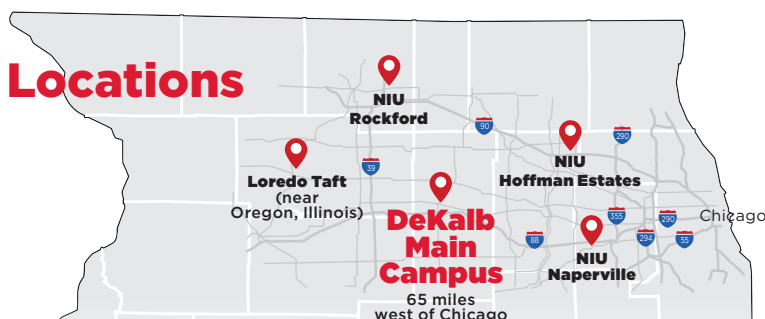 Locations
NIU
Rockford
90
290
NIU
Hoffman Estates
39
Loredo Taft
(near
Oregon, Illinois)
DeKalb
Main
Campus
65 miles
west of Chicago
88
355
290
Chicago
294
55
NIU
Naperville